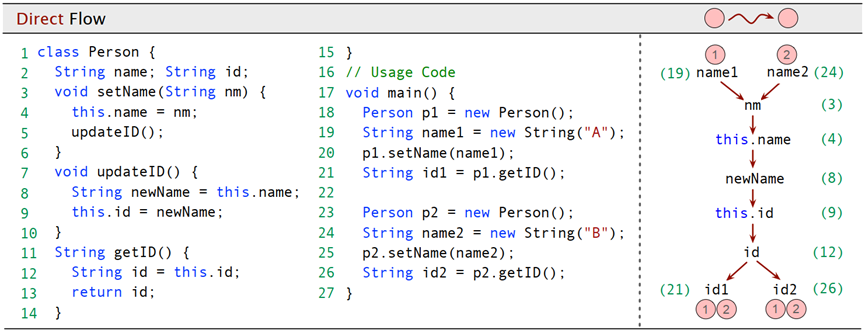 Direct Flow
1 class Person {
2 String name; String id;
3 void setName(String nm) {
4 this.name = nm;
5 updateID();
6 }
7 void updateID() {
8 String newName = this.name;
9 this.id = newName;
10 }
11 String getID() {
12 String id = this.id;
13 return id;
14 }
15 }
16 // Usage Code
17 void main() {
18 Person p1 = new Person();
19 String name1 = new String("A");
20 p1.setName(name1);
21 String id1 = p1.getID();
22
23 Person p2 = new Person();
24 String name2 = new String("B");
25 p2.setName(name2);
26 String id2 = p2.getID();
27 }
1 2
(19) name1 name2 (24)
nm (3)
this.name (4)
newName (8)
this.id (9)
id (12)
(21) id1 id2 (26)
1 2 1 2